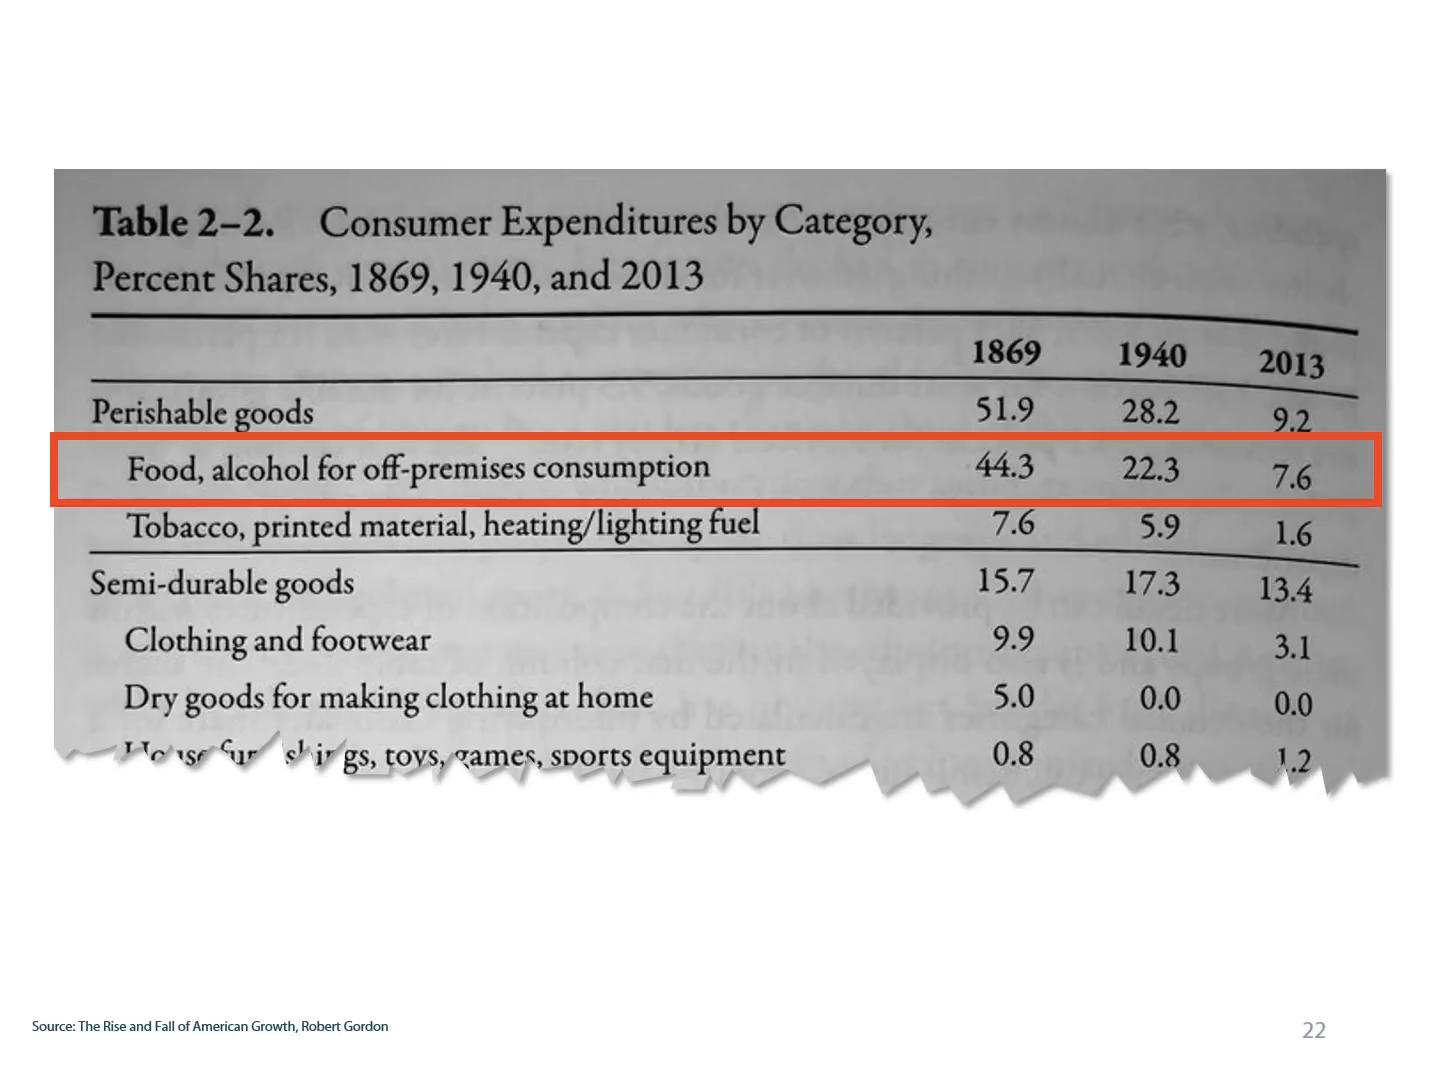 Table 2–2. Consumer Expenditures by Category,
Percent Shares, 1869, 1940, and 2013
1869 1940 2013
Perishable goods 51.9 28.2 9.2
Food, alcohol for off-premises consumption 44.3 22.3 7.6
Tobacco, printed material, heating/lighting fuel 7.6 5.9 1.6
Semi-durable goods 15.7 17.3 13.4
Clothing and footwear 9.9 10.1 3.1
Dry goods for making clothing at home 5.0 0.0 0.0
toys, games, sports equipment 0.8 0.8 1.2
Source: The Rise and Fall of American Growth, Robert Gordon
22